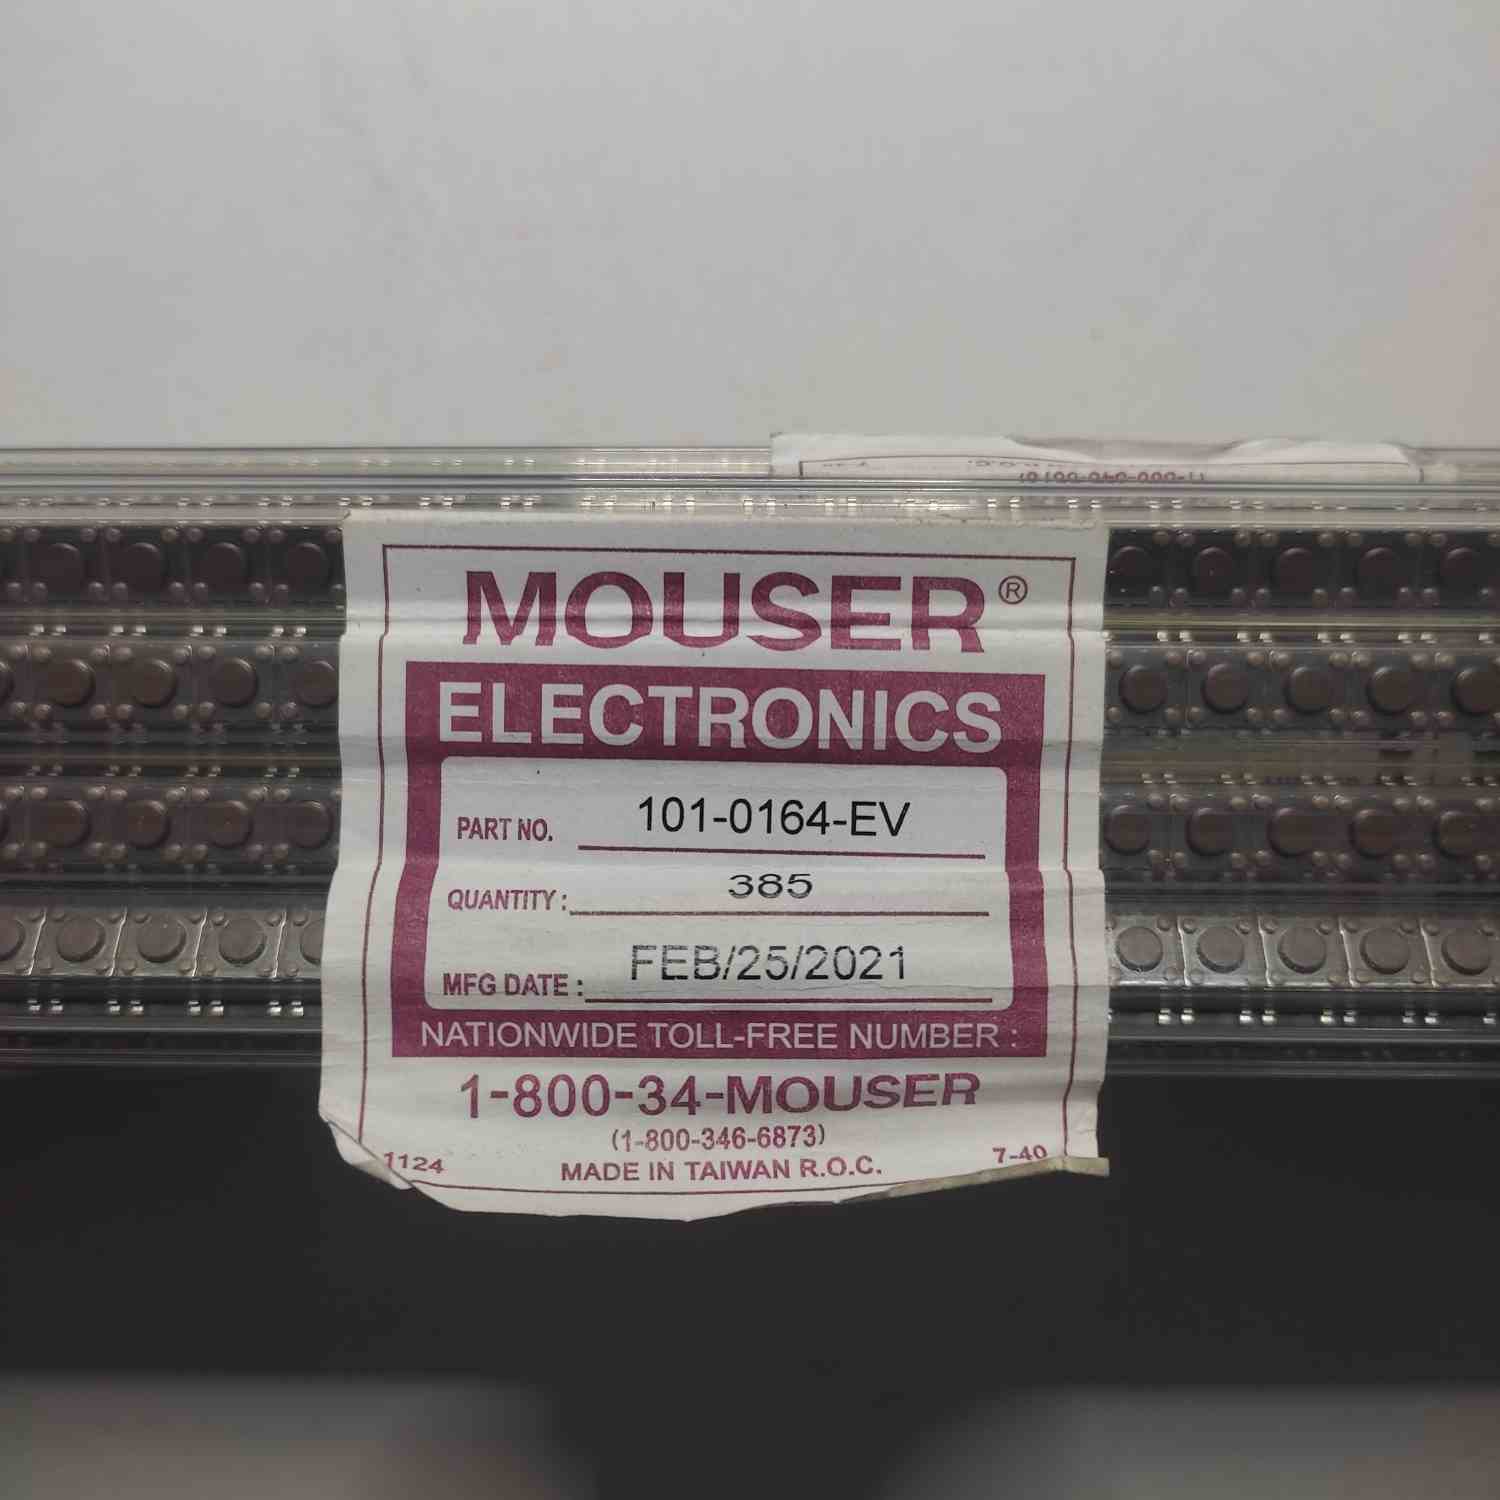 MOUSER®
ELECTRONICS
PART NO. 101-0164-EV
QUANTITY: 385
MFG DATE: FEB/25/2021
NATIONWIDE TOLL-FREE NUMBER:
1-800-34-MOUSER
(1-800-346-6873)
1124 MADE IN TAIWAN R.O.C. 7-40